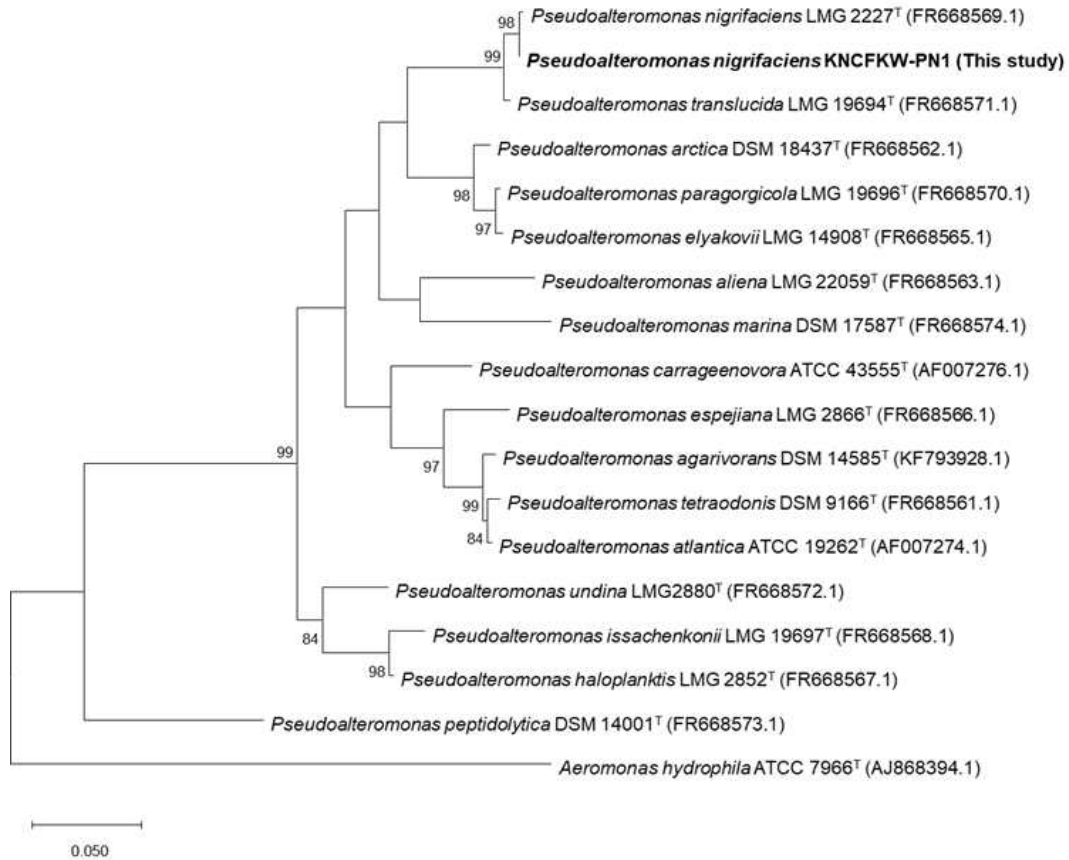 98
Pseudoalteromonas nigrifaciens LMG 2227ᵀ (FR668569.1)
99
Pseudoalteromonas nigrifaciens KNCFKW-PN1 (This study)
Pseudoalteromonas translucida LMG 19694ᵀ (FR668571.1)
Pseudoalteromonas arctica DSM 18437ᵀ (FR668562.1)
98
Pseudoalteromonas paragorgicola LMG 19696ᵀ (FR668570.1)
97
Pseudoalteromonas elyakovii LMG 14908ᵀ (FR668565.1)
Pseudoalteromonas aliena LMG 22059ᵀ (FR668563.1)
Pseudoalteromonas marina DSM 17587ᵀ (FR668574.1)
Pseudoalteromonas carrageenovora ATCC 43555ᵀ (AF007276.1)
Pseudoalteromonas espejiana LMG 2866ᵀ (FR668566.1)
99
97
Pseudoalteromonas agarivorans DSM 14585ᵀ (KF793928.1)
99
Pseudoalteromonas tetraodonis DSM 9166ᵀ (FR668561.1)
84
Pseudoalteromonas atlantica ATCC 19262ᵀ (AF007274.1)
Pseudoalteromonas undina LMG2880ᵀ (FR668572.1)
84
Pseudoalteromonas issachenkonii LMG 19697ᵀ (FR668568.1)
98
Pseudoalteromonas haloplanktis LMG 2852ᵀ (FR668567.1)
Pseudoalteromonas peptidolytica DSM 14001ᵀ (FR668573.1)
Aeromonas hydrophila ATCC 7966ᵀ (AJ868394.1)
0.050